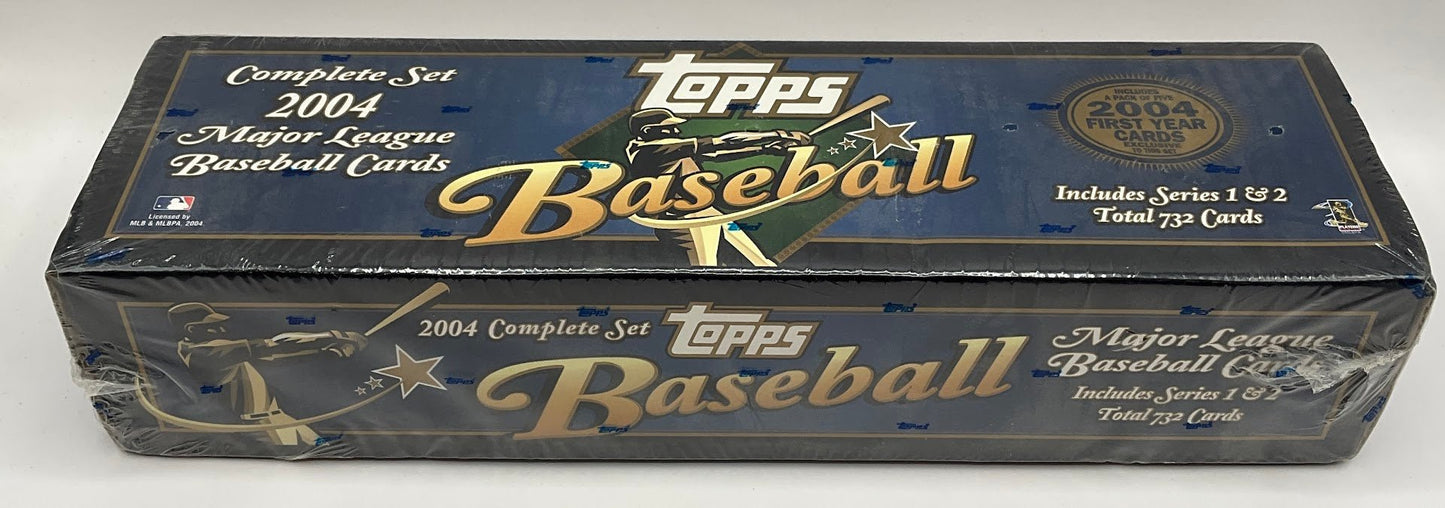 Complete Set
2004
Major League
Baseball Cards
Licensed by
MLB & MLBPA, 2004
Topps
Baseball
INCLUDES
A PACK OF FIVE
2004
FIRST YEAR
CARDS
EXCLUSIVE
TO THIS SET
Includes Series 1 & 2
Total 732 Cards
2004 Complete Set
Topps
Baseball
Major League
Baseball Cards
Includes Series 1 & 2
Total 732 Cards